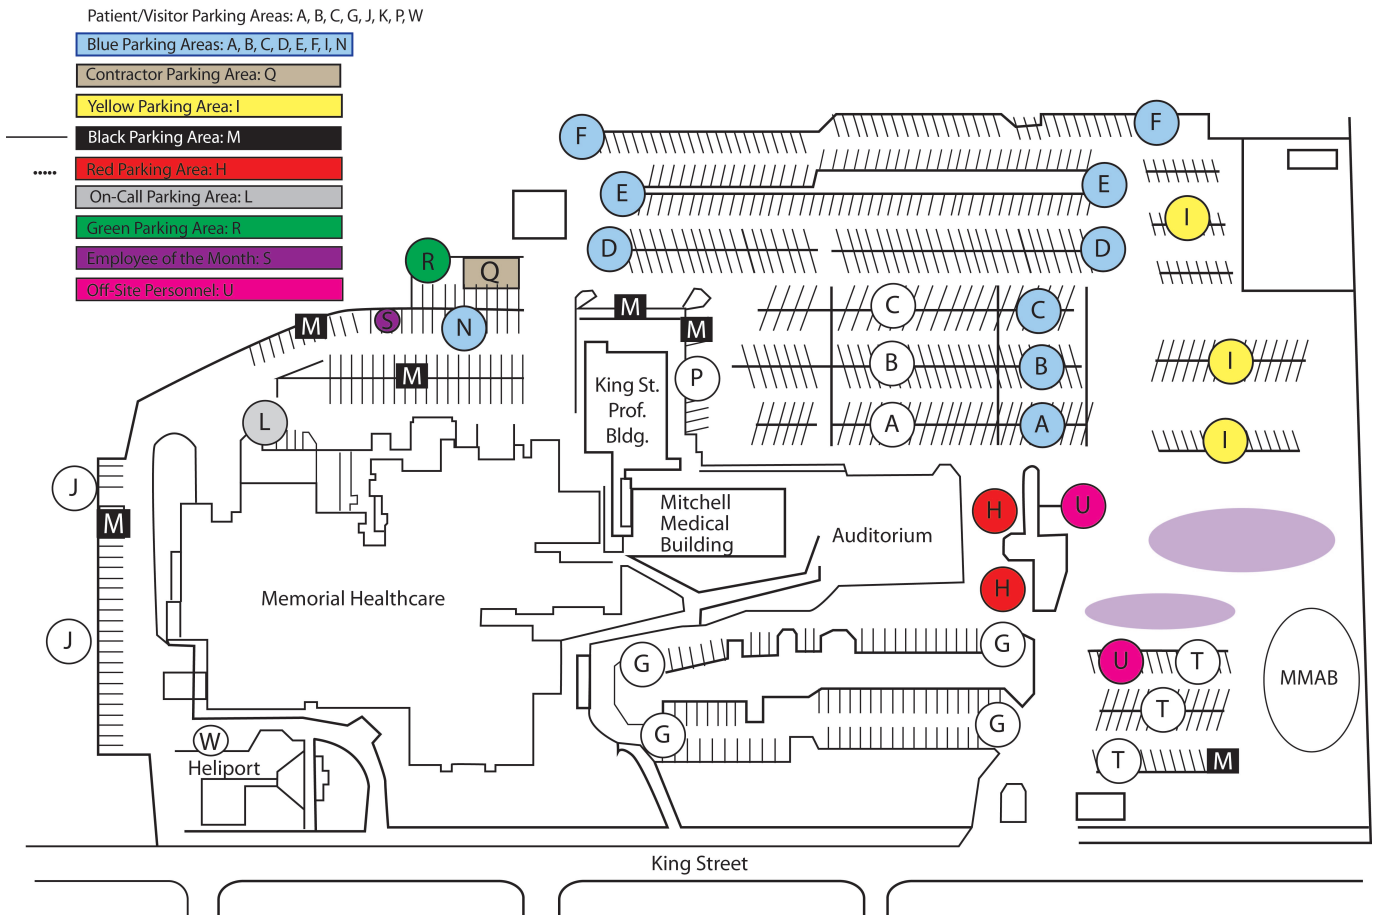 Patient/Visitor Parking Areas: A, B, C, G, J, K, P, W
Blue Parking Areas: A, B, C, D, E, F, I, N
Contractor Parking Area: Q
Yellow Parking Area: I
Black Parking Area: M
Red Parking Area: H
On-Call Parking Area: L
Green Parking Area: R
Employee of the Month: S
Off-Site Personnel: U
F
F
E
E
I
D
D
R
Q
M
S
N
M
M
C
C
M
P
B
B
I
King St.
Prof.
Bldg.
L
A
A
I
J
M
Mitchell
Medical
Building
Auditorium
H
U
Memorial Healthcare
H
J
G
G
U
T
MMAB
W
G
G
T
Heliport
T
M
King Street